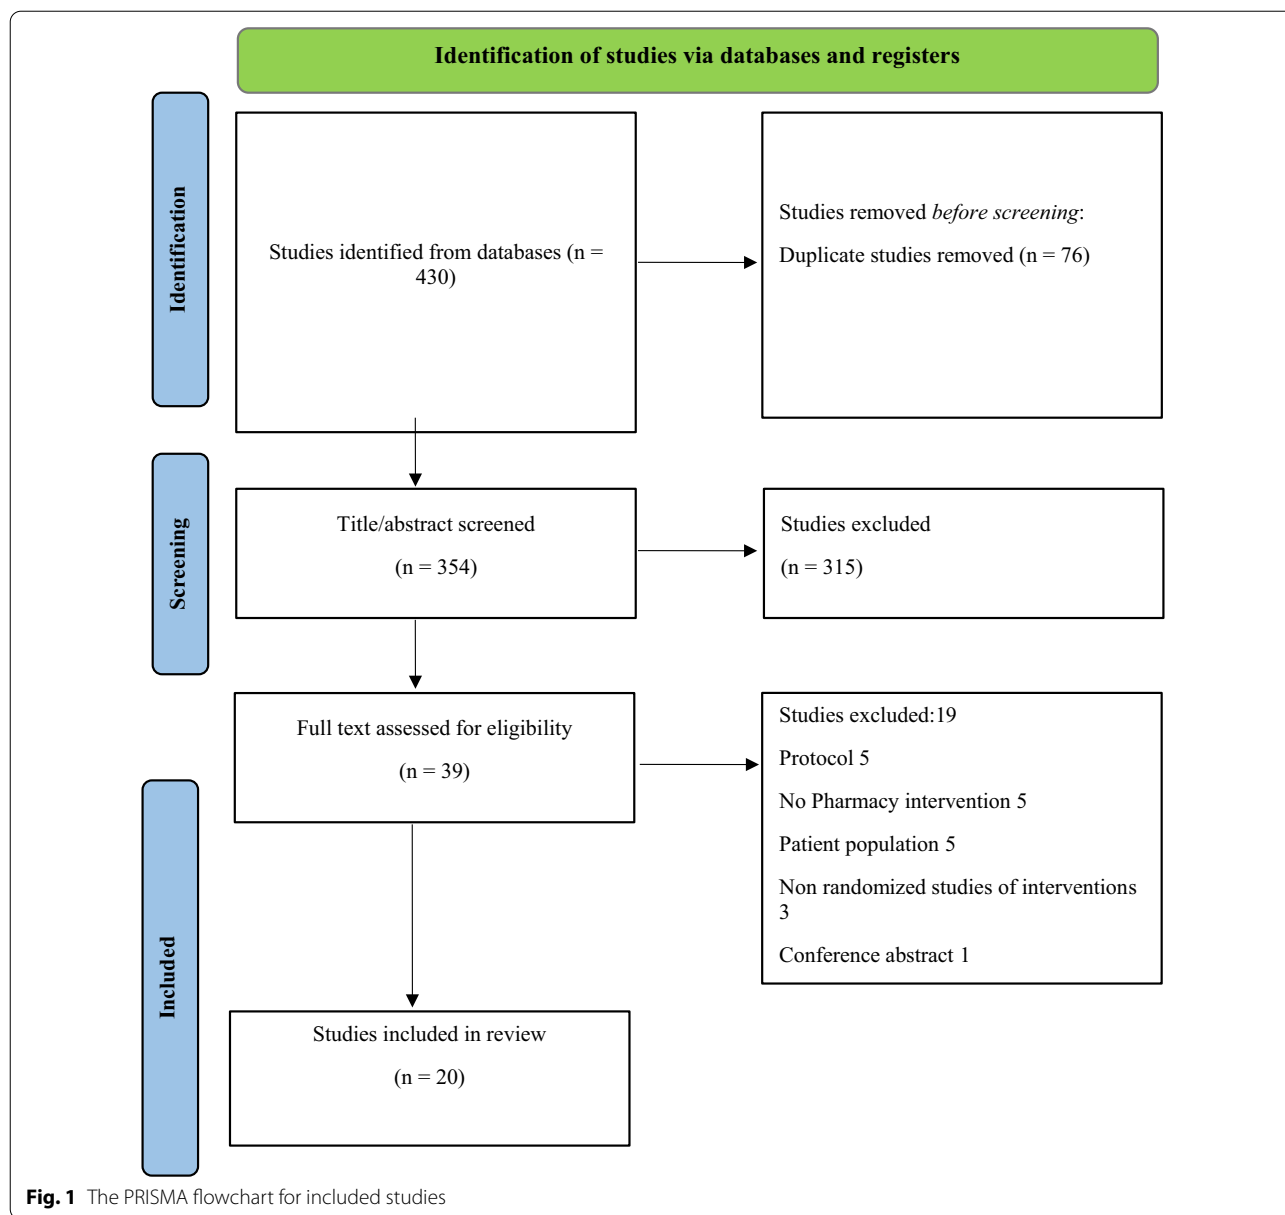 Identification of studies via databases and registers
Identification
Studies identified from databases (n =
430)
Studies removed before screening:
Duplicate studies removed (n = 76)
Screening
Title/abstract screened
(n = 354)
Studies excluded
(n = 315)
Full text assessed for eligibility
(n = 39)
Studies excluded:19
Protocol 5
No Pharmacy intervention 5
Patient population 5
Non randomized studies of interventions
3
Conference abstract 1
Included
Studies included in review
(n = 20)
Fig. 1 The PRISMA flowchart for included studies